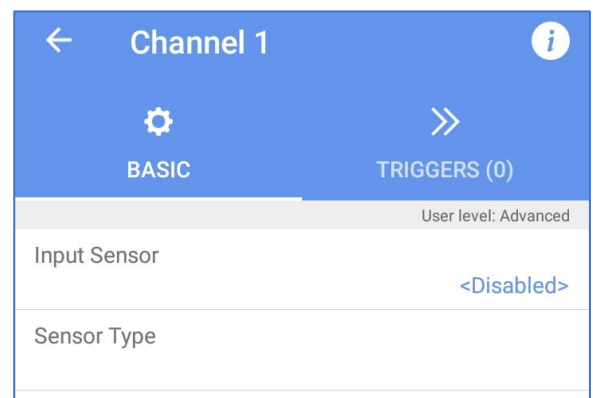 Channel 1
i
BASIC
TRIGGERS (0)
User level: Advanced
Input Sensor
<Disabled>
Sensor Type